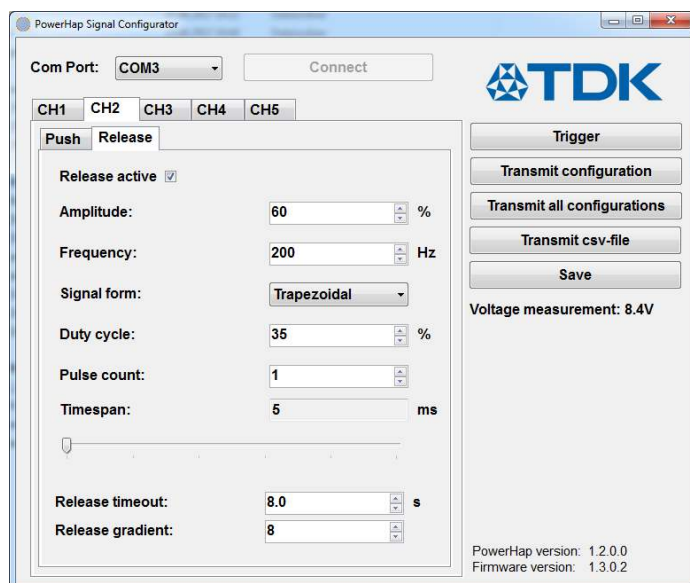 PowerHap Signal Configurator
Com Port: COM3 Connect
TDK
CH1 CH2 CH3 CH4 CH5
Push Release
Release active
Amplitude: 60 %
Frequency: 200 Hz
Signal form: Trapezoidal
Duty cycle: 35 %
Pulse count: 1
Timespan: 5 ms
Release timeout: 8.0 s
Release gradient: 8
Trigger
Transmit configuration
Transmit all configurations
Transmit csv-file
Save
Voltage measurement: 8.4V
PowerHap version: 1.2.0.0
Firmware version: 1.3.0.2